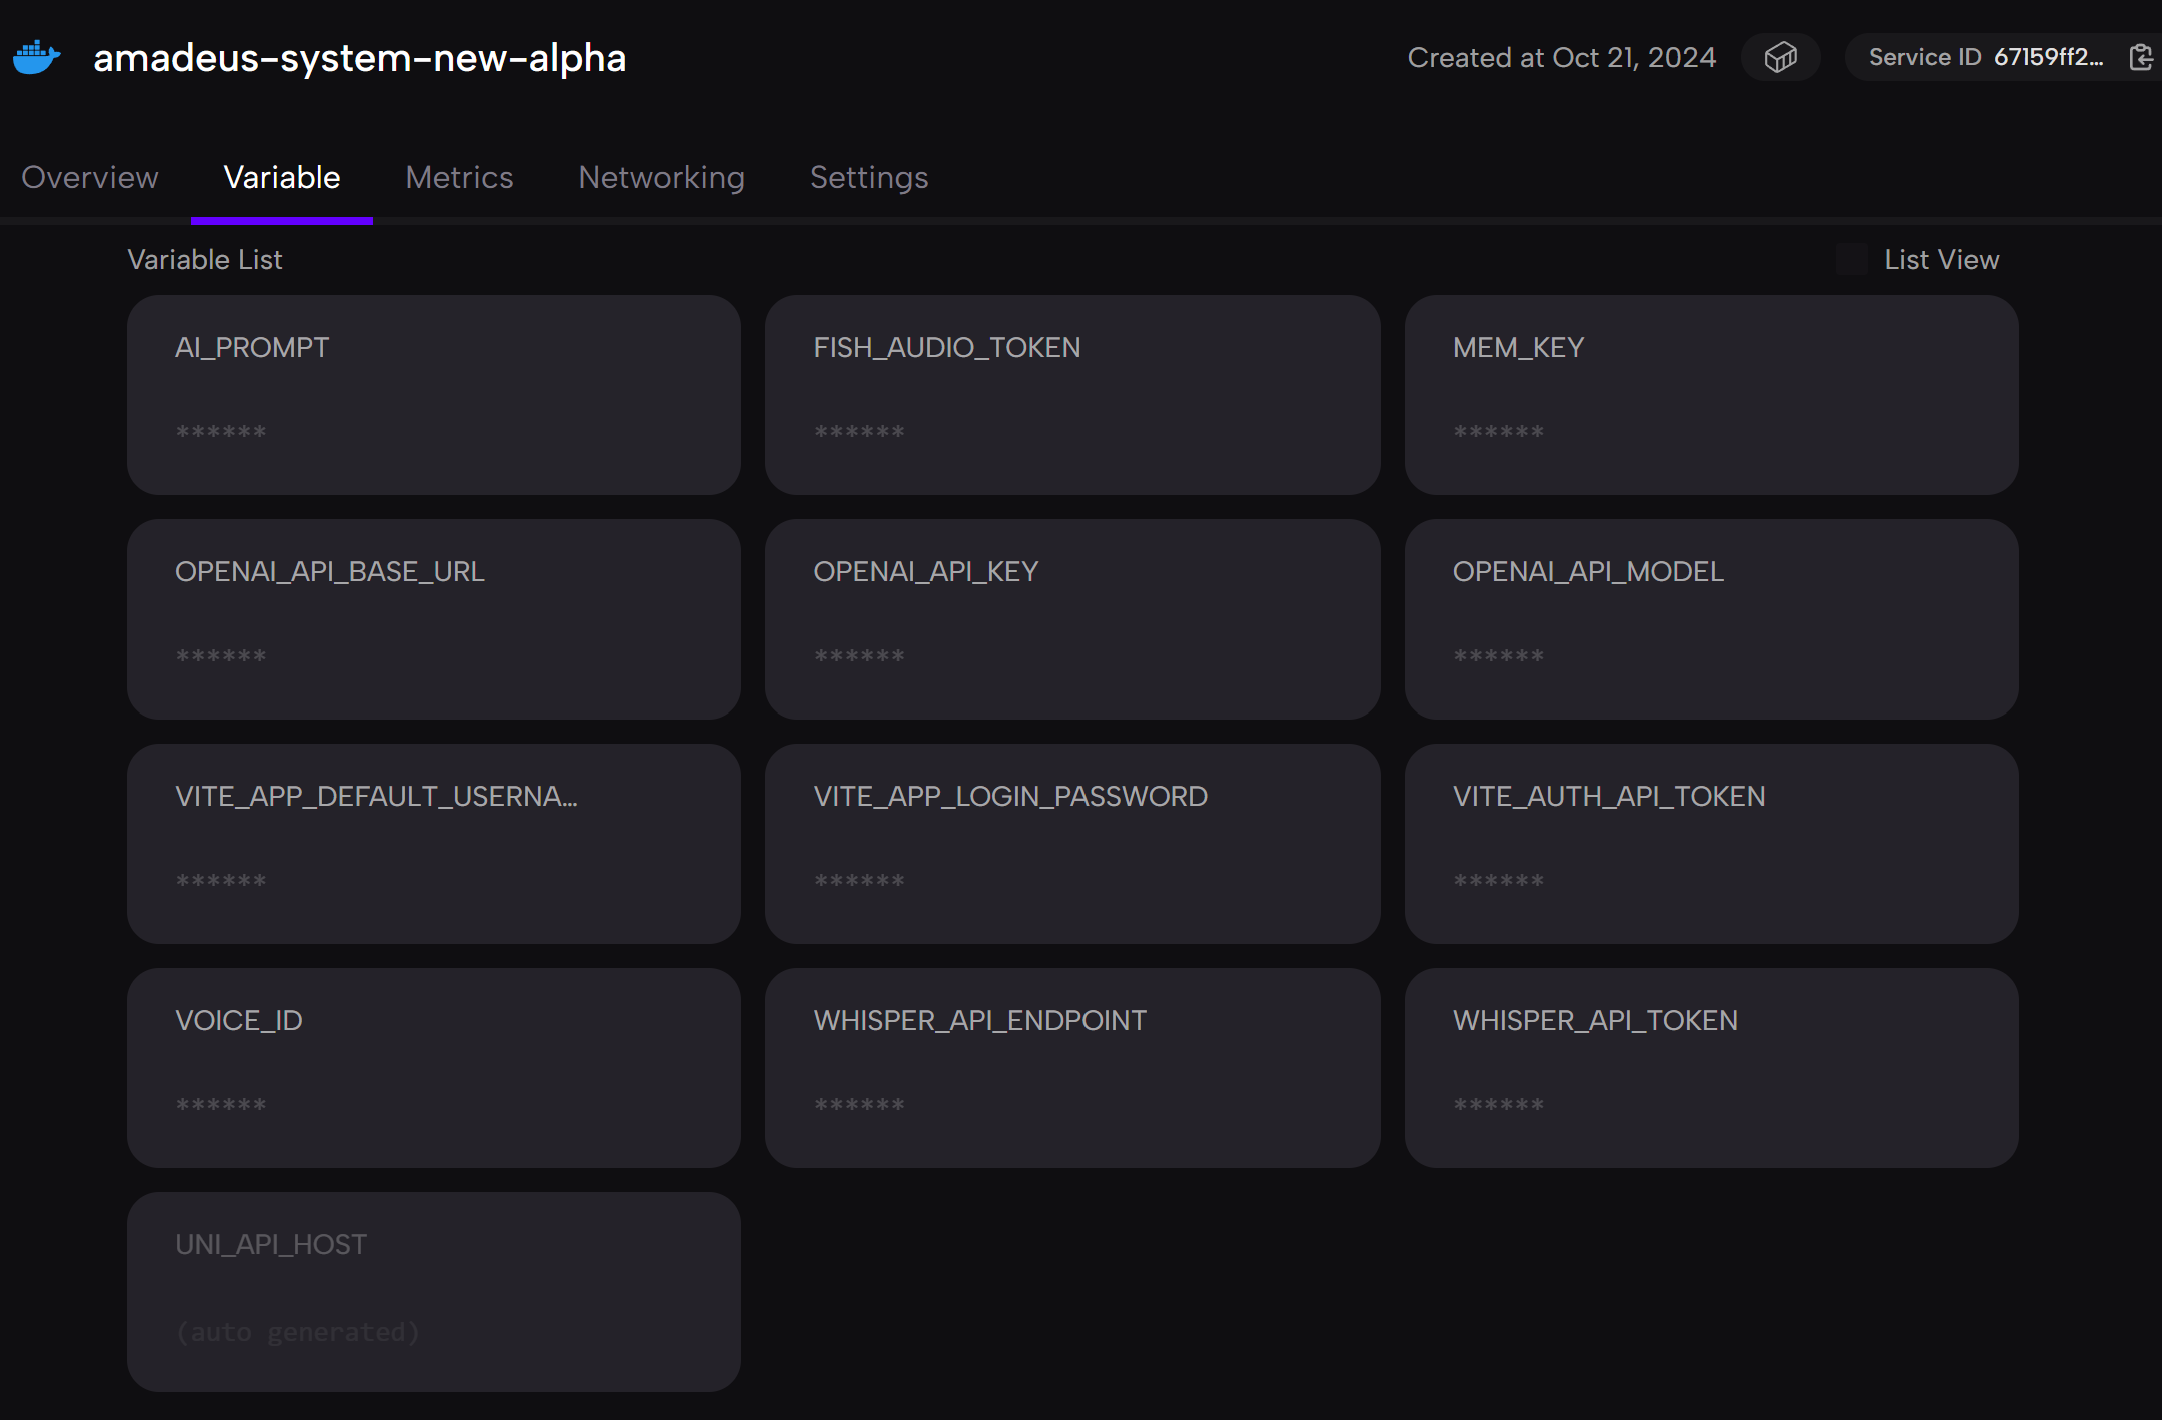 amadeus-system-new-alpha
Created at Oct 21, 2024
Service ID 67159ff2...
Overview
Variable
Metrics
Networking
Settings
Variable List
List View
AI_PROMPT
******
FISH_AUDIO_TOKEN
******
MEM_KEY
******
OPENAI_API_BASE_URL
******
OPENAI_API_KEY
******
OPENAI_API_MODEL
******
VITE_APP_DEFAULT_USERNA...
******
VITE_APP_LOGIN_PASSWORD
******
VITE_AUTH_API_TOKEN
******
VOICE_ID
******
WHISPER_API_ENDPOINT
******
WHISPER_API_TOKEN
******
UNI_API_HOST
(auto generated)